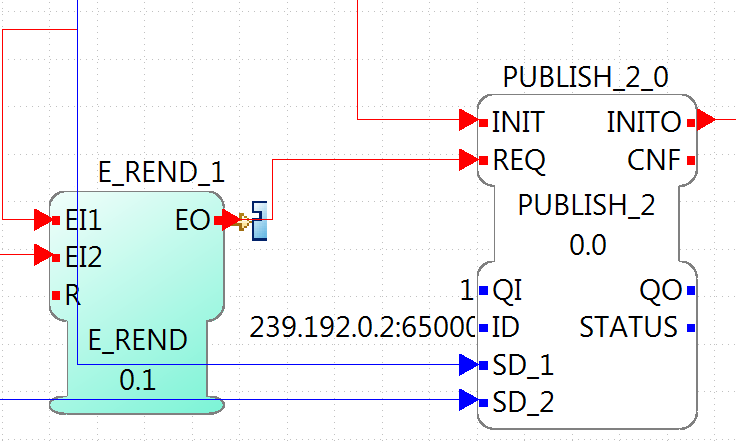 PUBLISH_2_0
INIT INITO
REQ CNF
E_REND_1
PUBLISH_2
EI1 EO
0.0
EI2
R
1 QI QO
239.192.0.2:65000 ID STATUS
E_REND
SD_1
0.1
SD_2